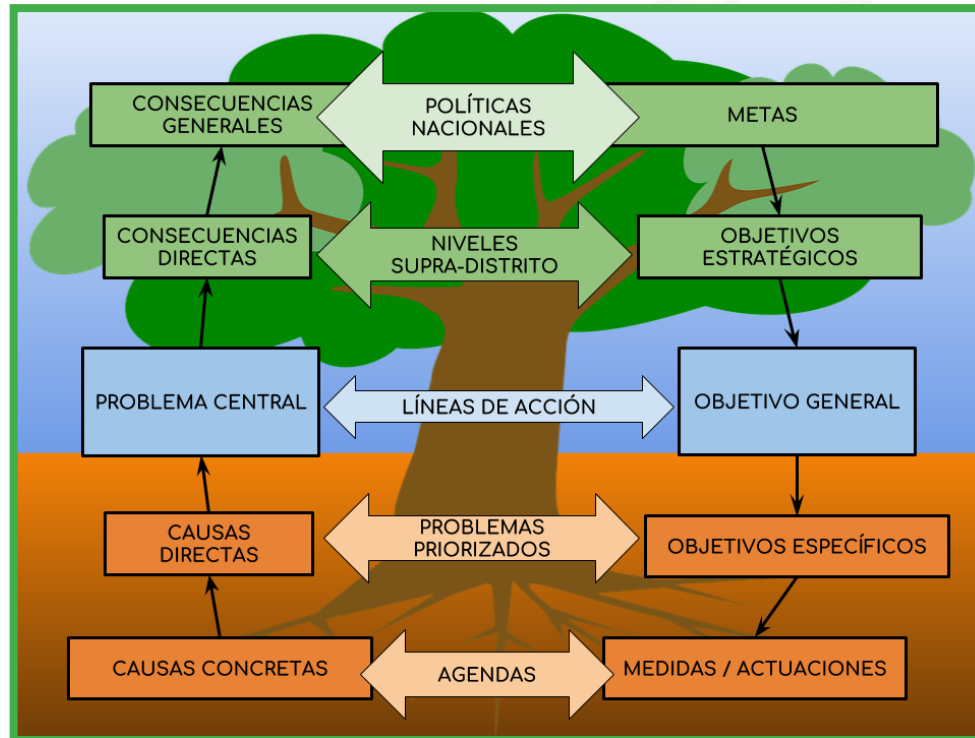 CONSECUENCIAS
GENERALES
POLÍTICAS
NACIONALES
METAS
CONSECUENCIAS
DIRECTAS
NIVELES
SUPRA-DISTRITO
OBJETIVOS
ESTRATÉGICOS
PROBLEMA CENTRAL
LÍNEAS DE ACCIÓN
OBJETIVO GENERAL
CAUSAS
DIRECTAS
PROBLEMAS
PRIORIZADOS
OBJETIVOS ESPECÍFICOS
CAUSAS CONCRETAS
AGENDAS
MEDIDAS / ACTUACIONES